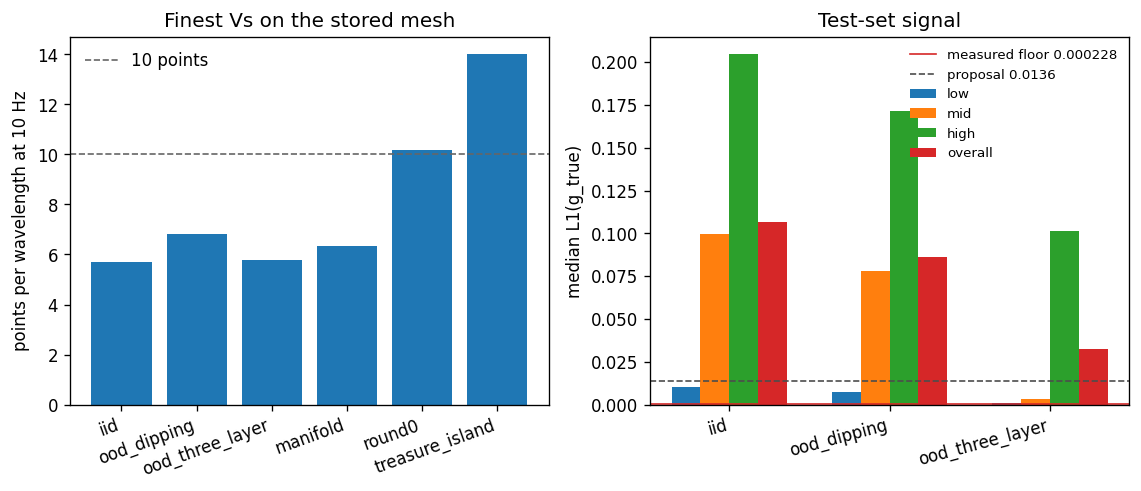 Finest Vs on the stored mesh
points per wavelength at 10 Hz
14
12
10
8
6
4
2
0
10 points
iid
ood_dipping
ood_three_layer
manifold
round0
treasure_island
Test-set signal
median L1(g_true)
0.200
0.175
0.150
0.125
0.100
0.075
0.050
0.025
0.000
measured floor 0.000228
proposal 0.0136
low
mid
high
overall
iid
ood_dipping
ood_three_layer